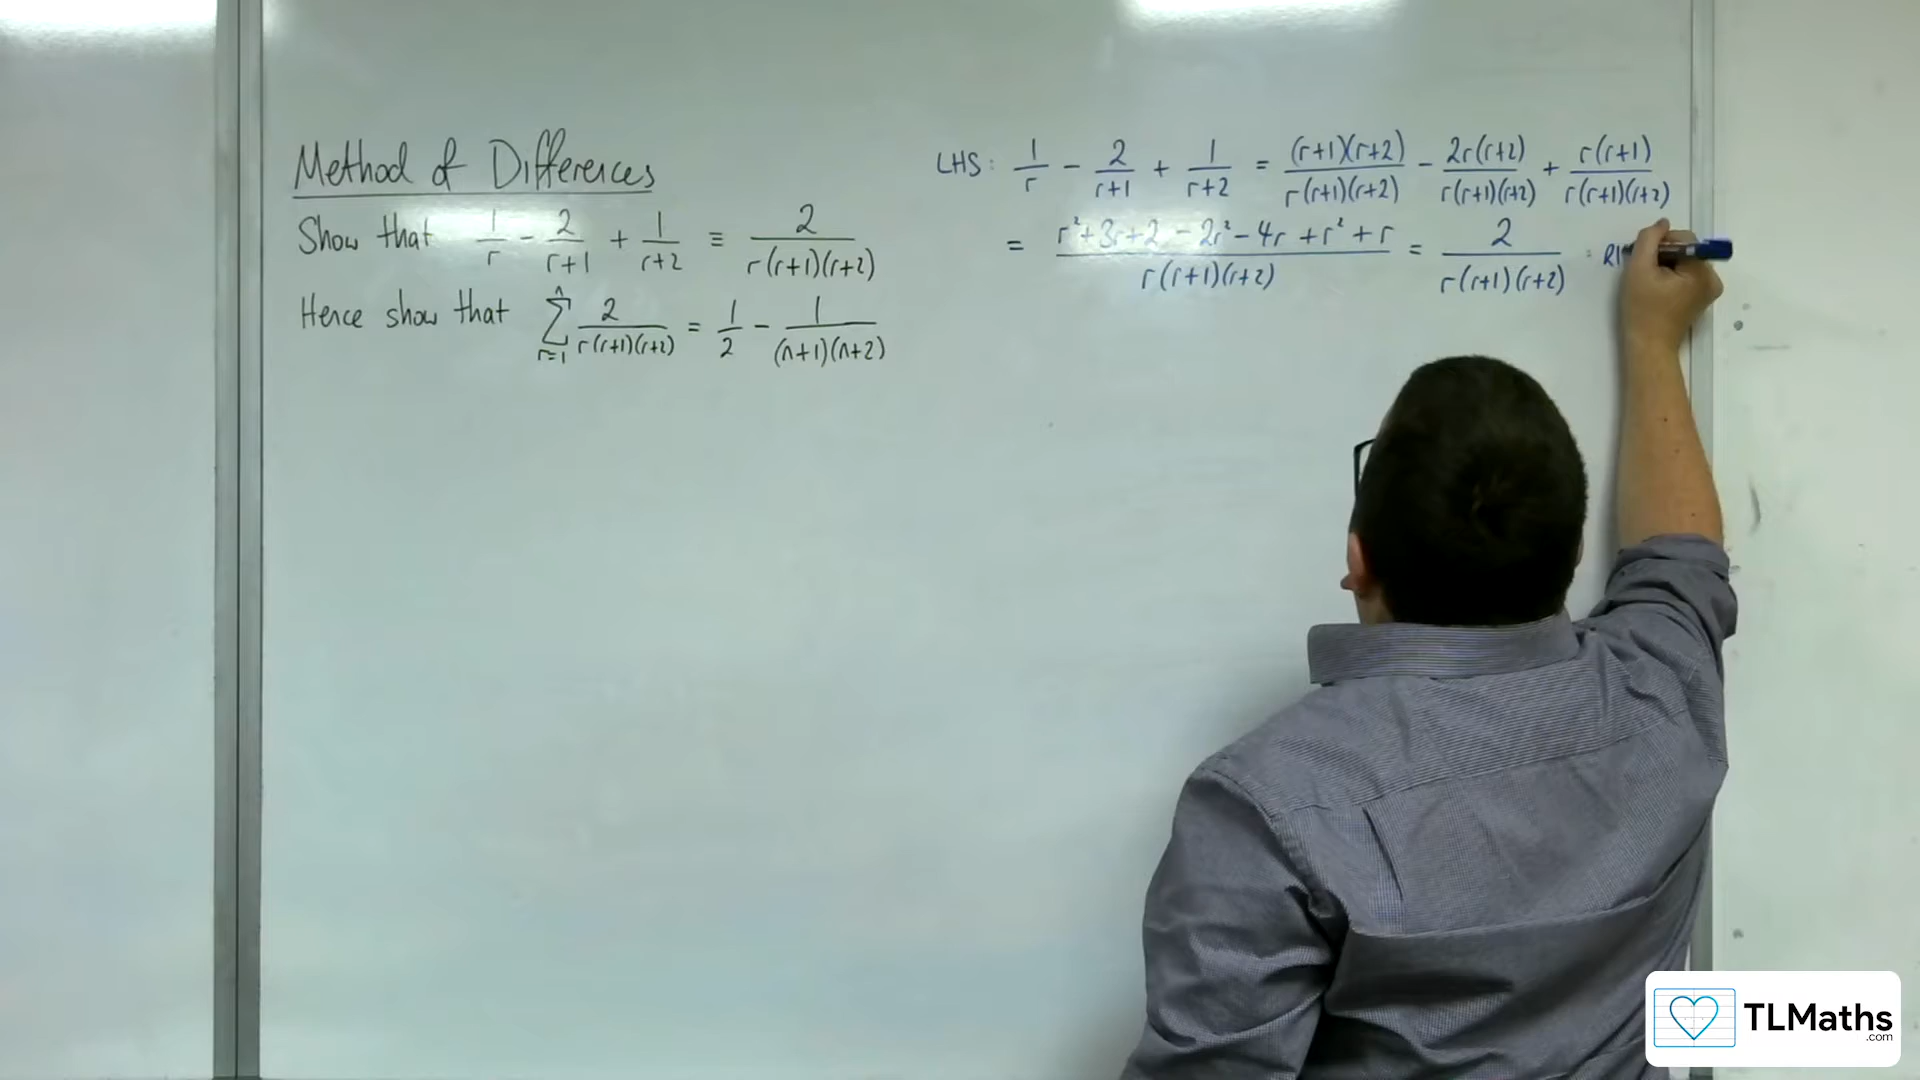 Method of Differences
Show that 1/r - 2/(r+1) + 1/(r+2) ≡ 2/(r(r+1)(r+2))
Hence show that Σ_{r=1}^{n} 2/(r(r+1)(r+2)) = 1/2 - 1/((n+1)(n+2))
LHS: 1/r - 2/(r+1) + 1/(r+2) = (r+1)(r+2)/(r(r+1)(r+2)) - 2r(r+2)/(r(r+1)(r+2)) + r(r+1)/(r(r+1)(r+2))
= (r²+3r+2-2r²-4r+r²+r)/(r(r+1)(r+2)) = 2/(r(r+1)(r+2))
TLMaths
.com